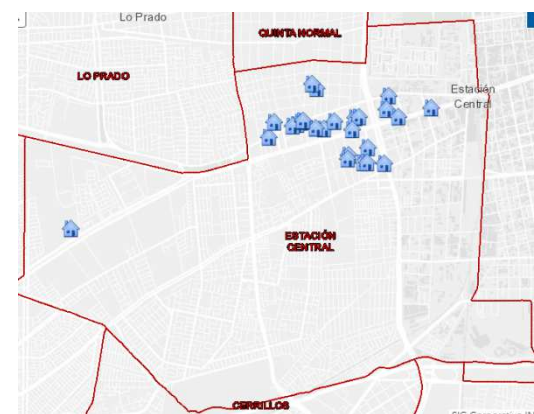 Lo Prado
QUINTA NORMAL
LO PRADO
Estación
Central
ESTACIÓN
CENTRAL
CERRILLOS